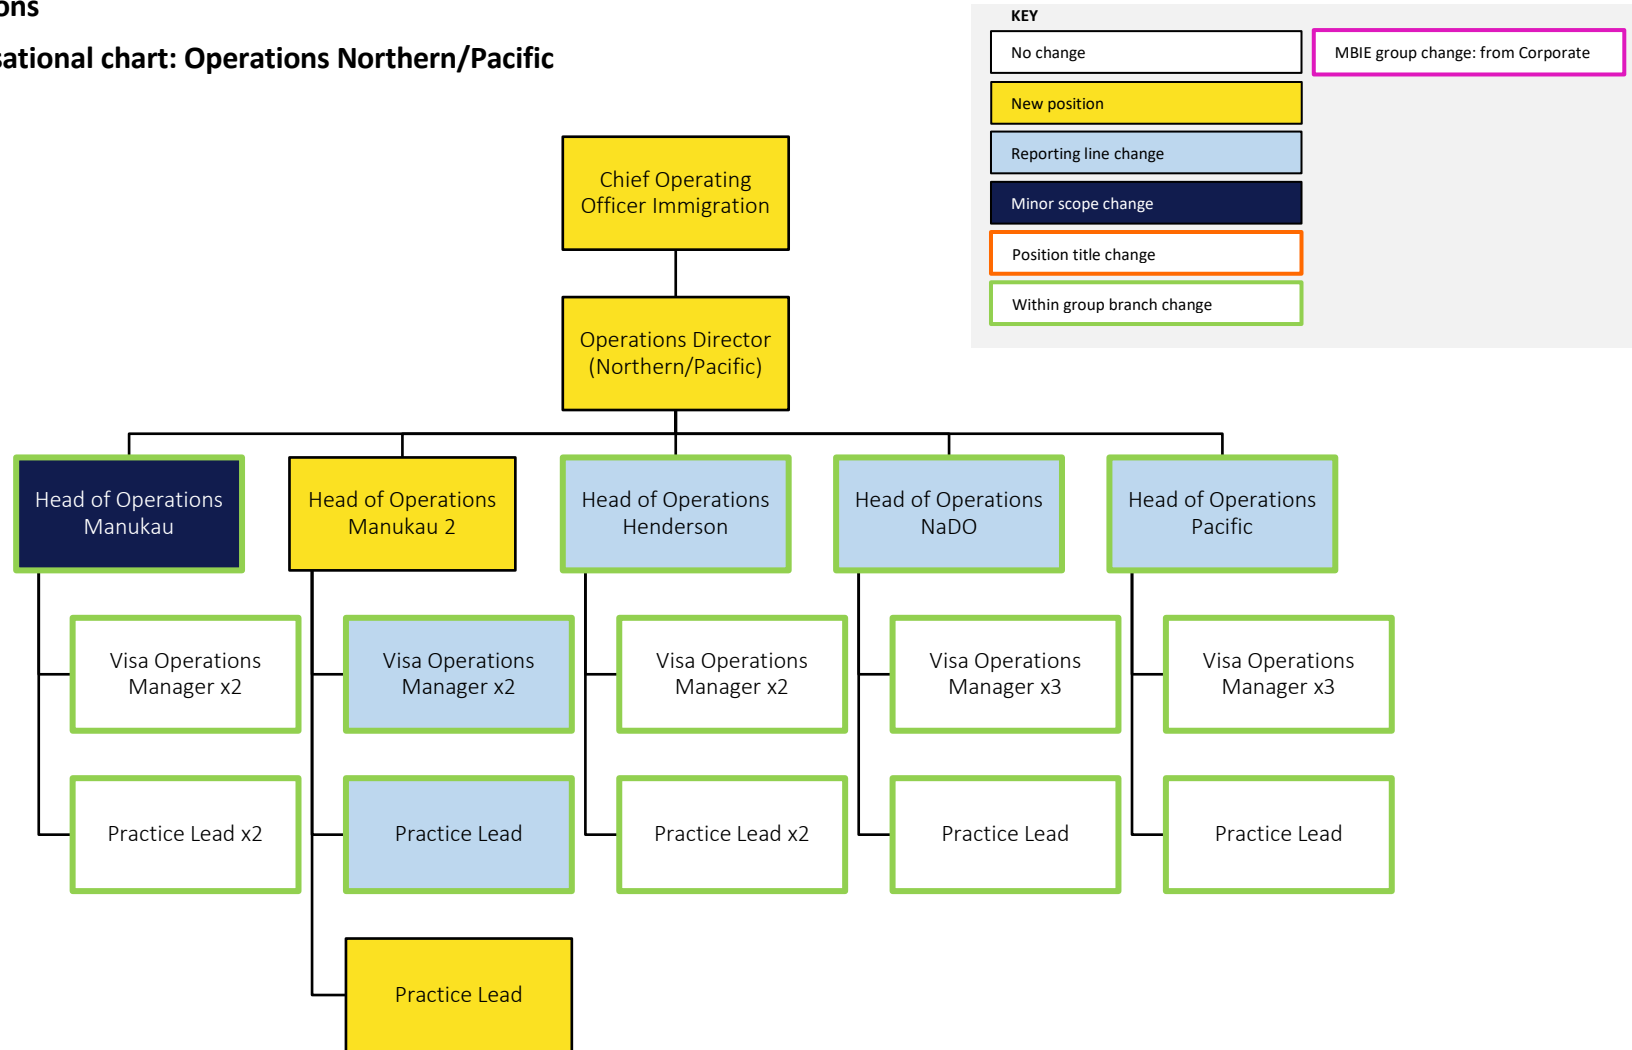 ons
sational chart: Operations Northern/Pacific
KEY
No change
MBIE group change: from Corporate
New position
Reporting line change
Minor scope change
Position title change
Within group branch change
Chief Operating
Officer Immigration
Operations Director
(Northern/Pacific)
Head of Operations
Manukau
Head of Operations
Manukau 2
Head of Operations
Henderson
Head of Operations
NaDO
Head of Operations
Pacific
Visa Operations
Manager x2
Visa Operations
Manager x2
Visa Operations
Manager x2
Visa Operations
Manager x3
Visa Operations
Manager x3
Practice Lead x2
Practice Lead
Practice Lead x2
Practice Lead
Practice Lead
Practice Lead